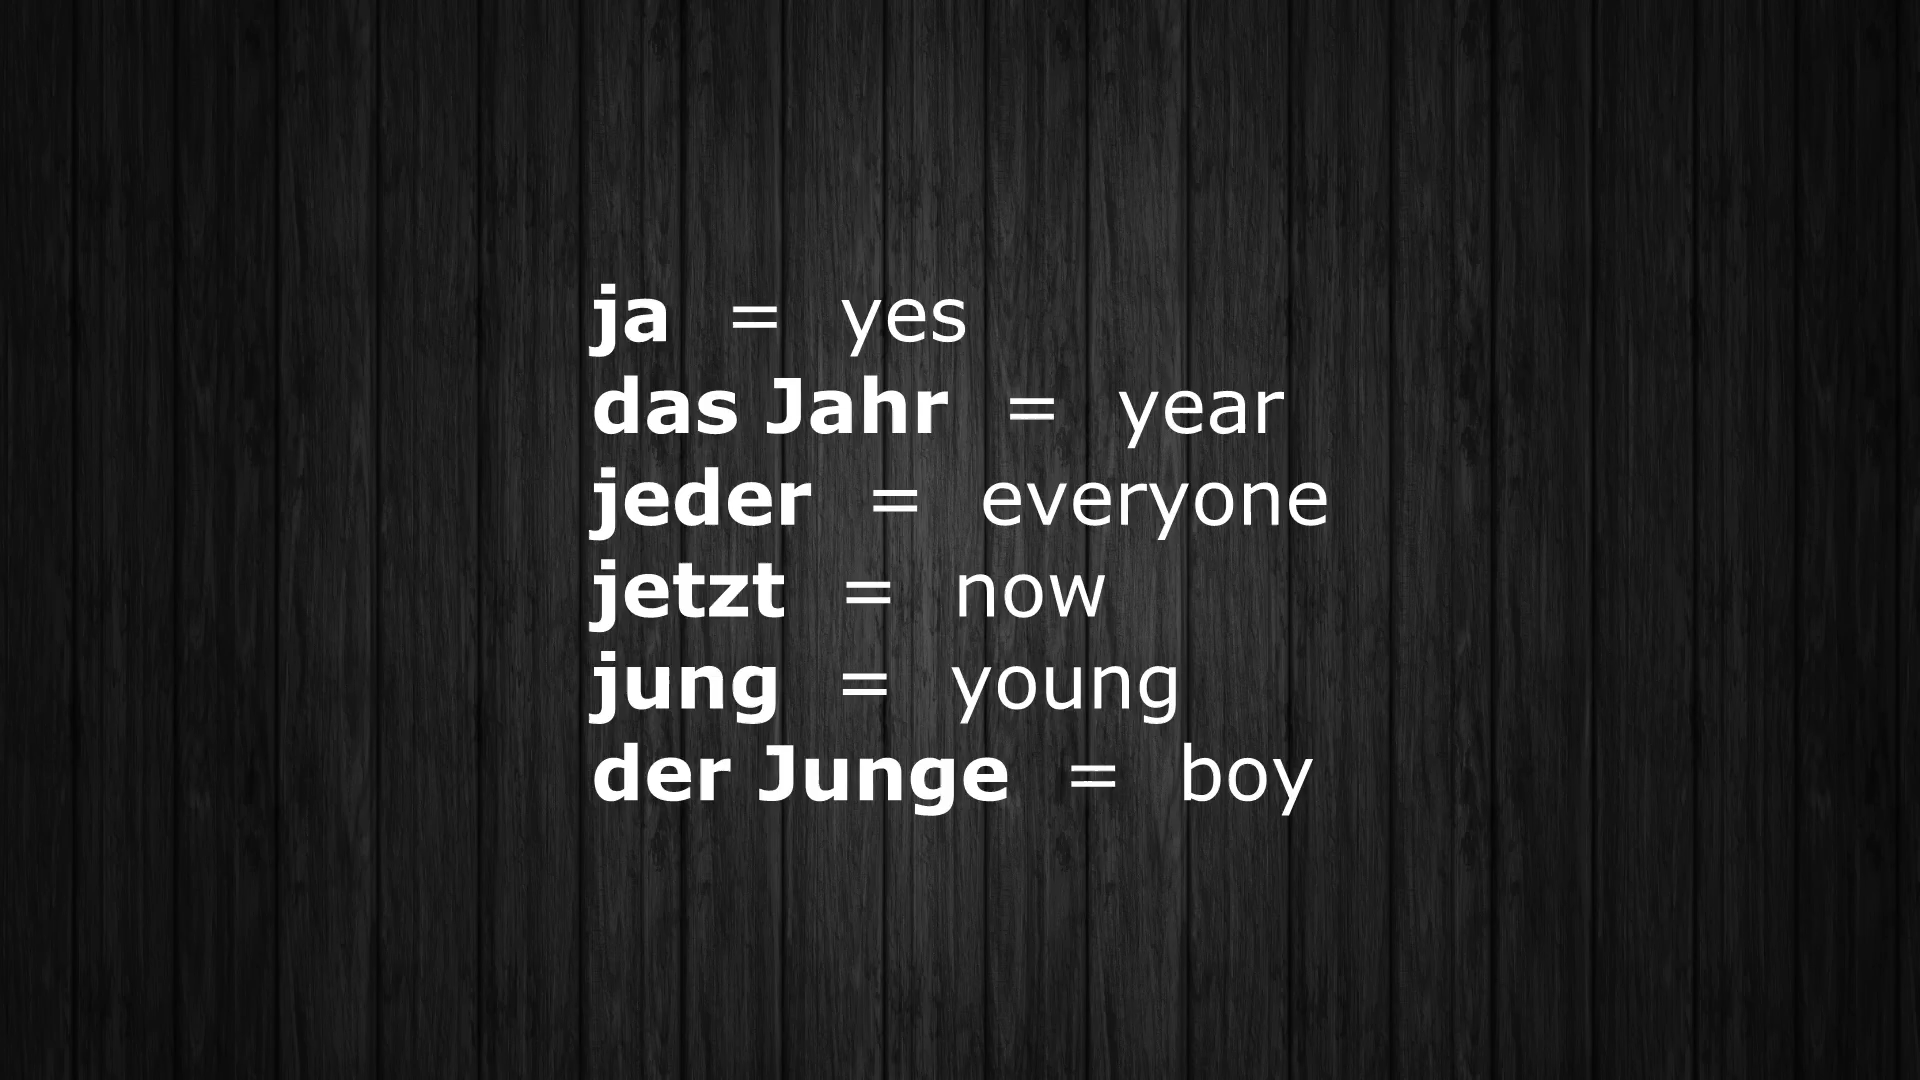 ja = yes
das Jahr = year
jeder = everyone
jetzt = now
jung = young
der Junge = boy